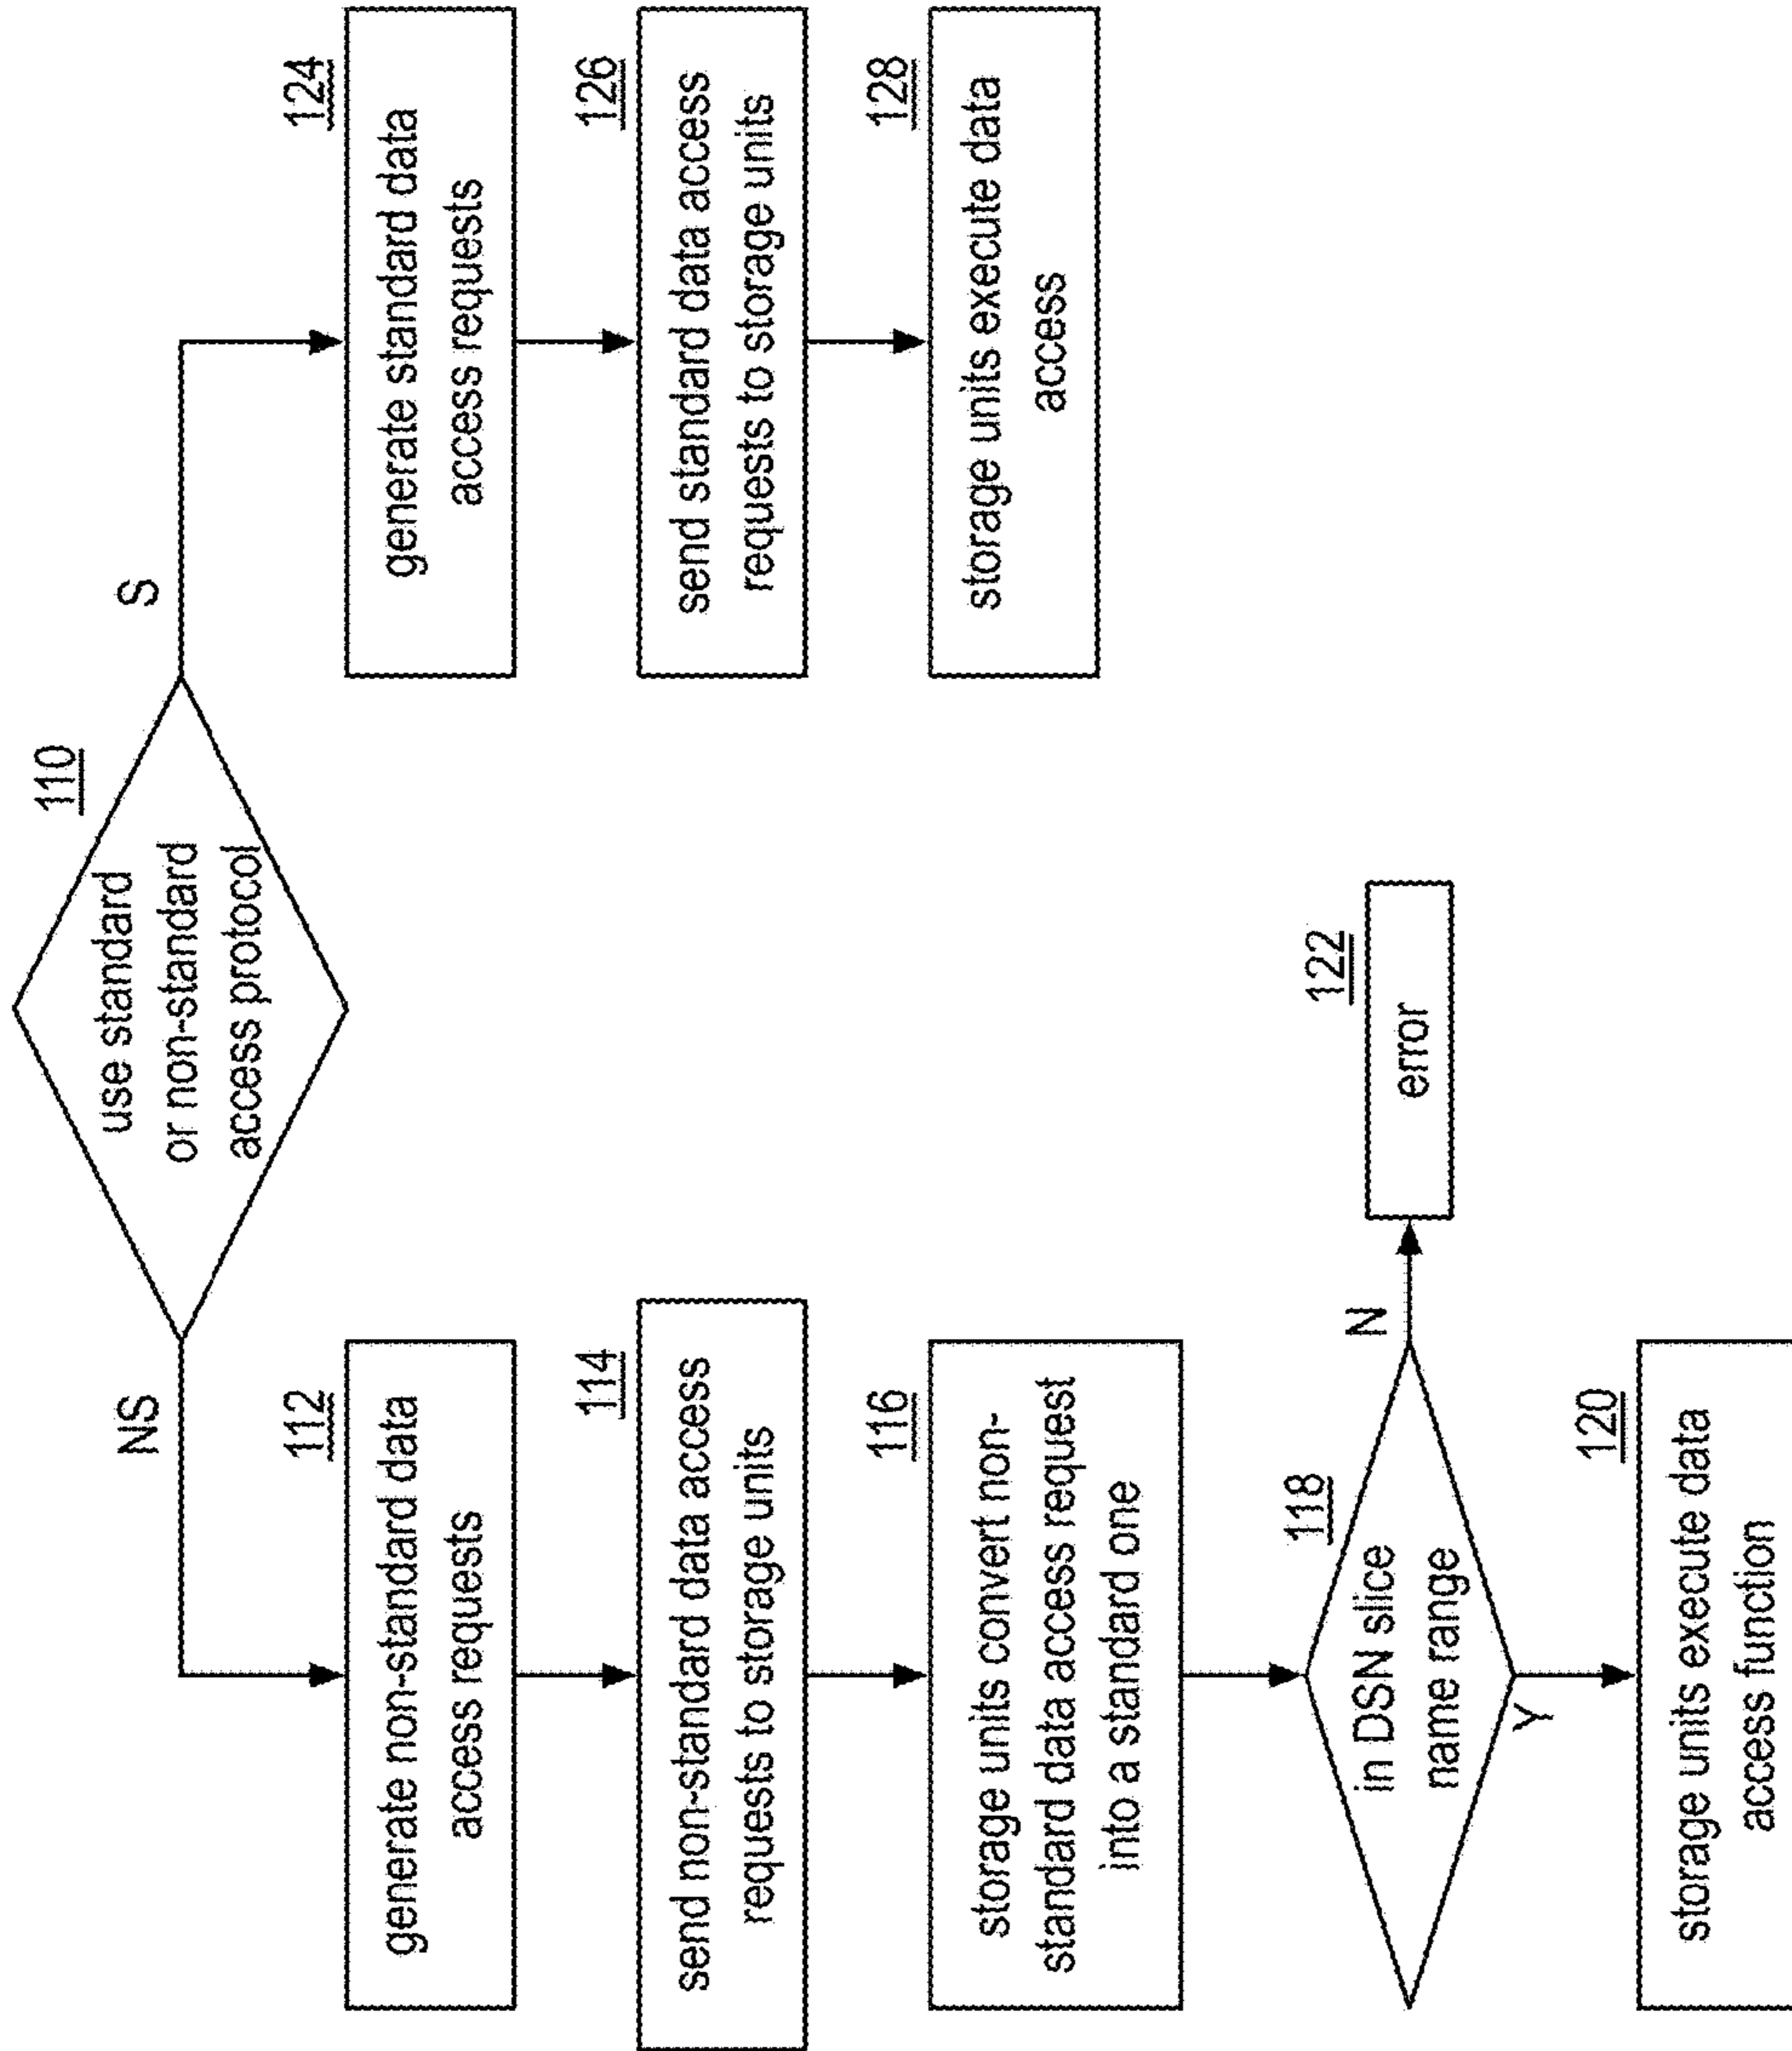 110
use standard
or non-standard
access protocol
NS
S
112
generate non-standard data
access requests
114
send non-standard data access
requests to storage units
116
storage units convert non-
standard data access request
into a standard one
118
in DSN slice
name range
N
122
error
Y
120
storage units execute data
access function
124
generate standard data
access requests
126
send standard data access
requests to storage units
128
storage units execute data
access